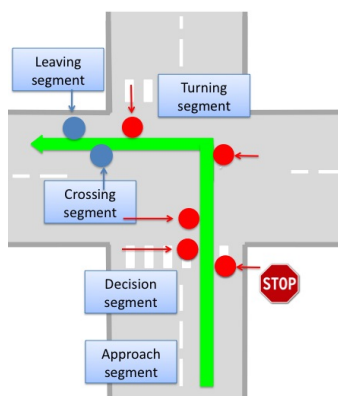 Leaving
segment
Turning
segment
Crossing
segment
Decision
segment
STOP
Approach
segment